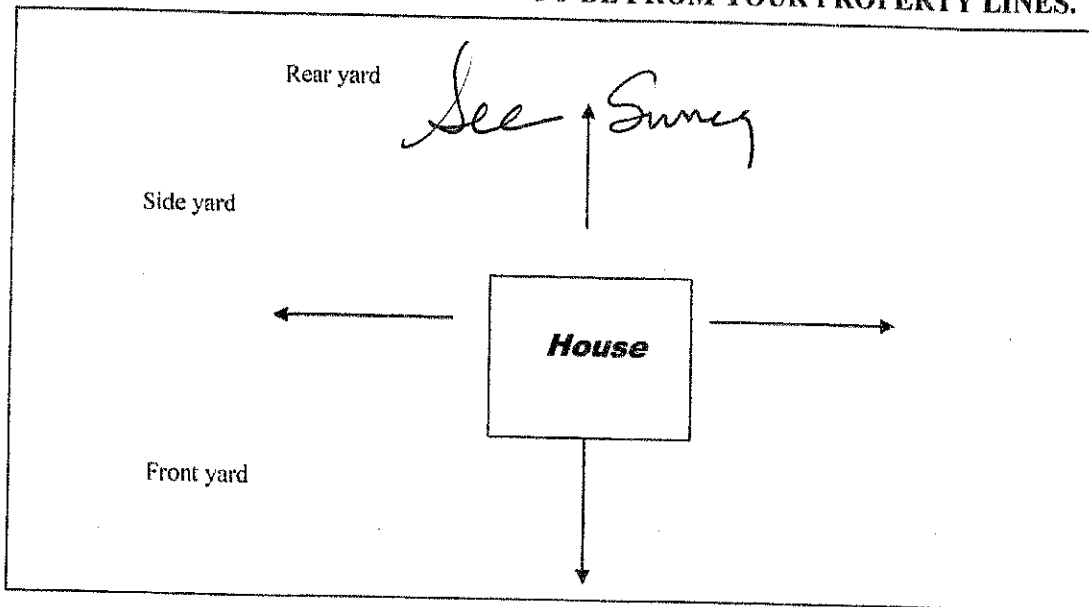 BE FROM YOUR PROPERTY LINES.
Rear yard
See Survey
Side yard
House
Front yard